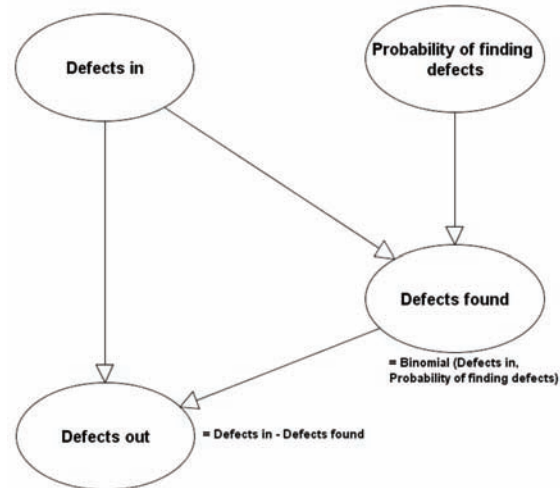 Defects in
Probability of finding
defects
Defects found
= Binomial (Defects in,
Probability of finding defects)
Defects out
= Defects in - Defects found